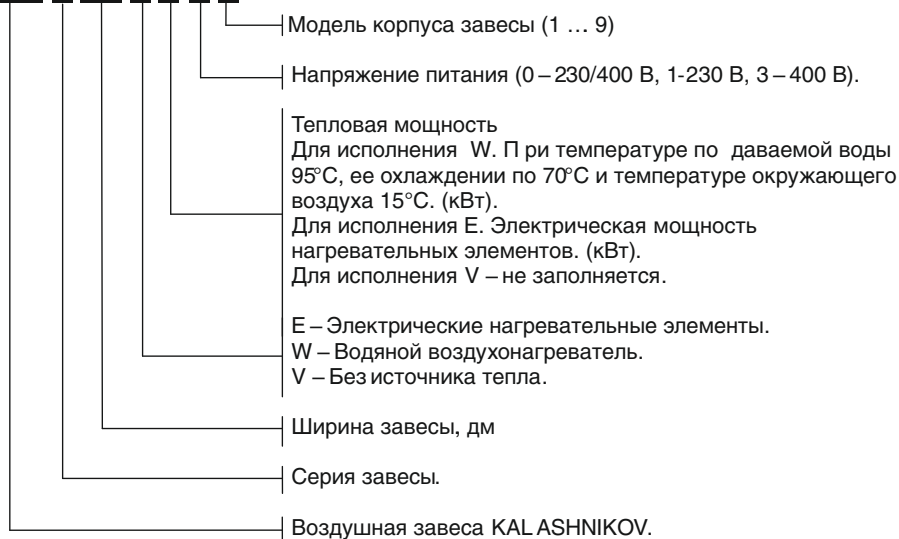 Модель корпуса завесы (1 … 9)
Напряжение питания (0 – 230/400 В, 1-230 В, 3 – 400 В).
Тепловая мощность
Для исполнения W. П ри температуре по даваемой воды
95°С, ее охлаждении по 70°С и температуре окружающего
воздуха 15°С. (кВт).
Для исполнения Е. Электрическая мощность
нагревательных элементов. (кВт).
Для исполнения V – не заполняется.
Е – Электрические нагревательные элементы.
W – Водяной воздухонагреватель.
V – Без источника тепла.
Ширина завесы, дм
Серия завесы.
Воздушная завеса KALASHNIKOV.